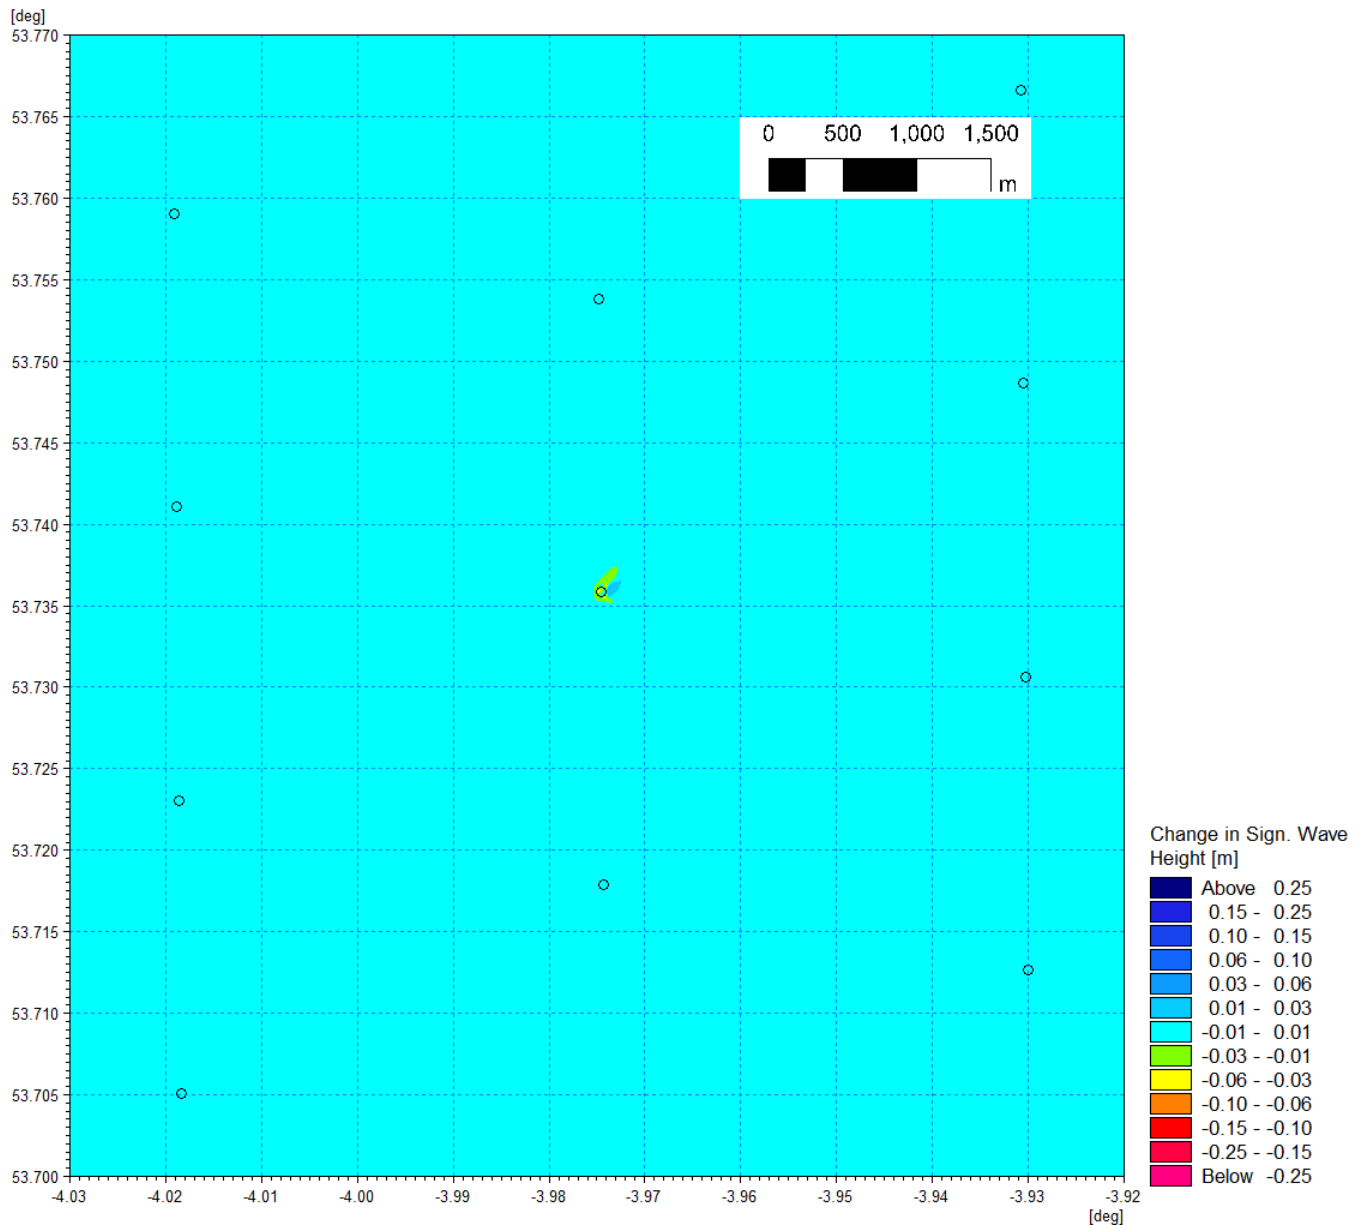 [deg]
53.770
53.765
53.760
53.755
53.750
53.745
53.740
53.735
53.730
53.725
53.720
53.715
53.710
53.705
53.700
0 500 1,000 1,500
m
-4.03 -4.02 -4.01 -4.00 -3.99 -3.98 -3.97 -3.96 -3.95 -3.94 -3.93 -3.92
[deg]
Change in Sign. Wave
Height [m]
Above 0.25
0.15 - 0.25
0.10 - 0.15
0.06 - 0.10
0.03 - 0.06
0.01 - 0.03
-0.01 - 0.01
-0.03 - -0.01
-0.06 - -0.03
-0.10 - -0.06
-0.15 - -0.10
-0.25 - -0.15
Below -0.25